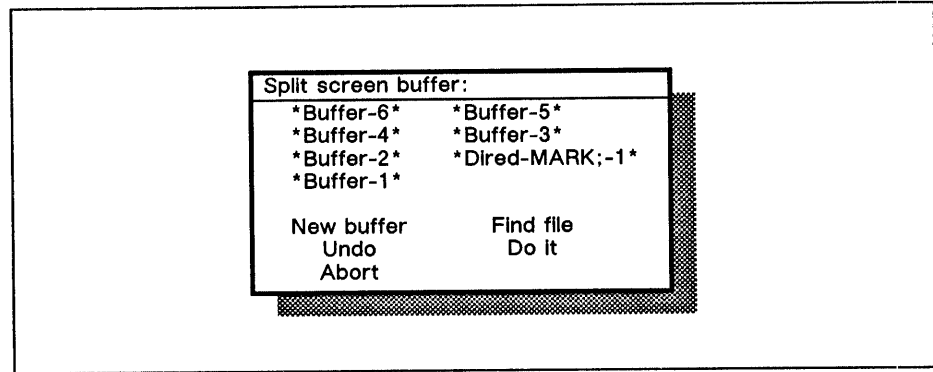 Split screen buffer:
*Buffer-6* *Buffer-5*
*Buffer-4* *Buffer-3*
*Buffer-2* *Dired-MARK;-1*
*Buffer-1*
New buffer Find file
Undo Do it
Abort